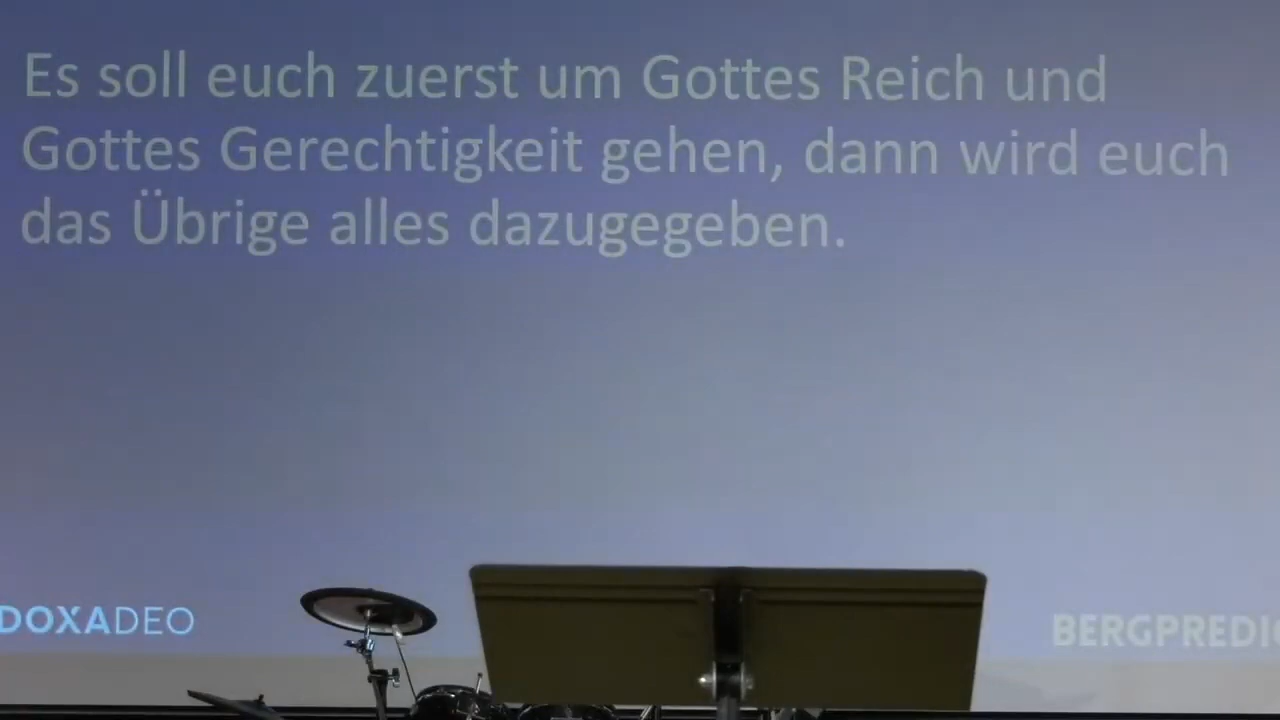 Es soll euch zuerst um Gottes Reich und
Gottes Gerechtigkeit gehen, dann wird euch
das Übrige alles dazugegeben.
DOXADEO
BERGPREDIG